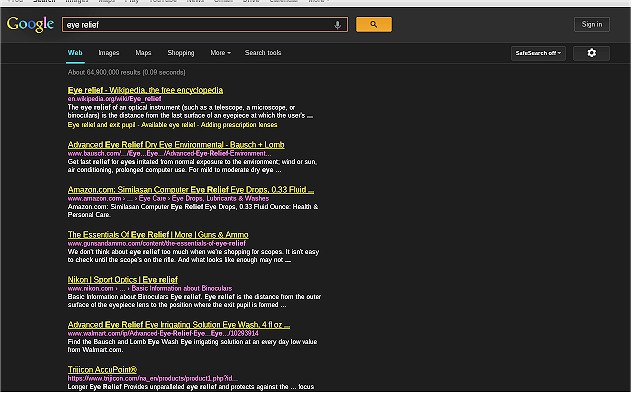 +You Search Images Maps Play YouTube News Gmail Drive Calendar More
Google eye relief Sign in
Web Images Maps Shopping More Search tools SafeSearch off
About 64,900,000 results (0.09 seconds)
Eye relief - Wikipedia, the free encyclopedia
en.wikipedia.org/wiki/Eye_relief
The eye relief of an optical instrument (such as a telescope, a microscope, or
binoculars) is the distance from the last surface of an eyepiece at which the user's ...
Eye relief and exit pupil - Available eye relief - Adding prescription lenses
Advanced Eye Relief Dry Eye Environmental - Bausch + Lomb
www.bausch.com/.../Eye...Eye.../Advanced-Eye-Relief-Environment...
Get fast relief for eyes irritated from normal exposure to the environment; wind or sun,
air conditioning, prolonged computer use. For mild to moderate dry eye ...
Amazon.com: Similasan Computer Eye Relief Eye Drops, 0.33 Fluid ...
www.amazon.com › ... › Eye Care › Eye Drops, Lubricants & Washes
Amazon.com: Similasan Computer Eye Relief Eye Drops, 0.33 Fluid Ounce: Health &
Personal Care.
The Essentials Of Eye Relief | More | Guns & Ammo
www.gunsandammo.com/content/the-essentials-of-eye-relief
We don't think about eye relief too much when we're shopping for scopes. It isn't easy
to check until the scope's on the rifle. And what looks like enough may not ...
Nikon | Sport Optics | Eye relief
www.nikon.com › ... › Basic Information about Binoculars
Basic Information about Binoculars Eye relief. Eye relief is the distance from the outer
surface of the eyepiece lens to the position where the exit pupil is formed ...
Advanced Eye Relief Eye Irrigating Solution Eye Wash, 4 fl oz ...
www.walmart.com/ip/Advanced-Eye-Relief-Eye...Eye.../10293914
Find the Bausch and Lomb Eye Wash Eye irrigating solution at an every day low value
from Walmart.com.
Trijicon AccuPoint®
https://www.trijicon.com/na_en/products/product1.php?id...
Longer Eye Relief Provides unparalleled eye relief and protects against the ... focus